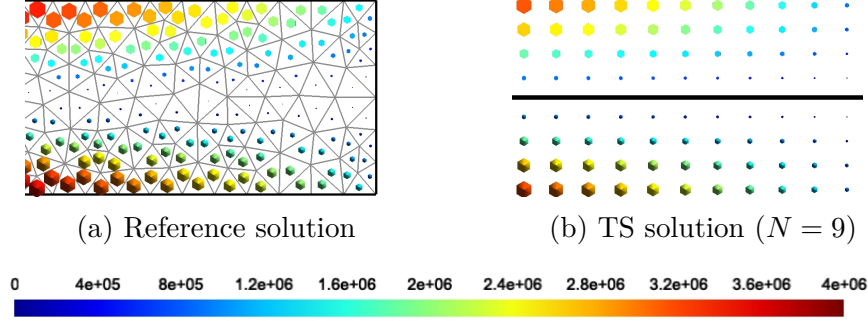 (a) Reference solution
(b) TS solution (N = 9)
0 4e+05 8e+05 1.2e+06 1.6e+06 2e+06 2.4e+06 2.8e+06 3.2e+06 3.6e+06 4e+06